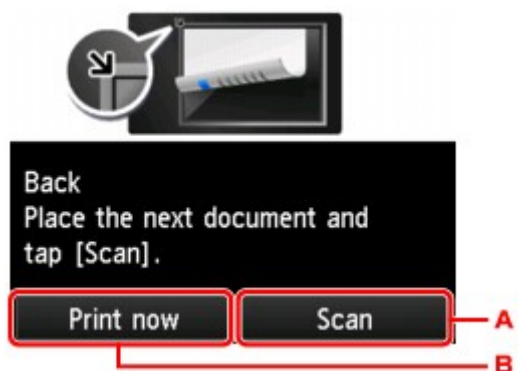 Back
Place the next document and
tap [Scan].
Print now
Scan
A
B